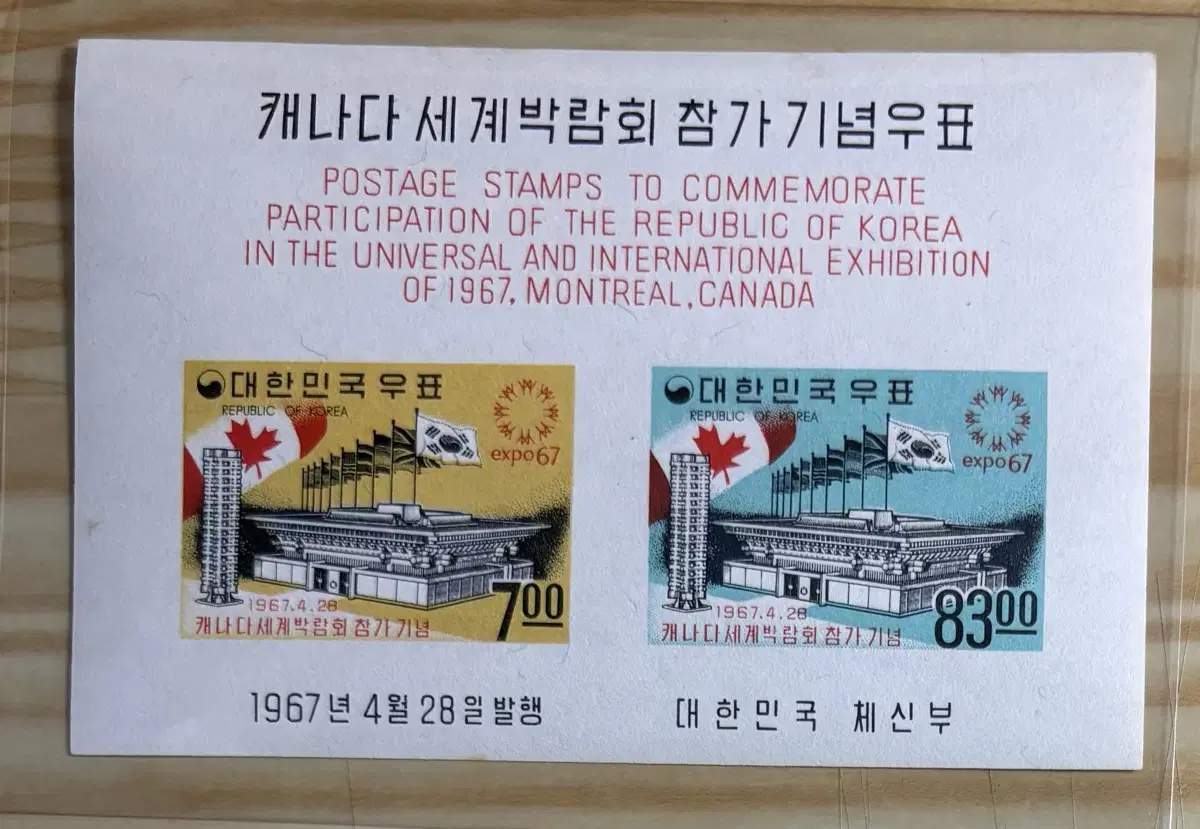 캐나다 세계박람회 참가기념우표
POSTAGE STAMPS TO COMMEMORATE
PARTICIPATION OF THE REPUBLIC OF KOREA
IN THE UNIVERSAL AND INTERNATIONAL EXHIBITION
OF 1967, MONTREAL, CANADA
대한민국우표
REPUBLIC OF KOREA
expo67
1967.4.28
캐나다세계박람회 참가기념
700
대한민국우표
REPUBLIC OF KOREA
expo67
1967.4.28
캐나다세계박람회 참가기념
8300
1967년 4월 28일 발행
대한민국 체신부